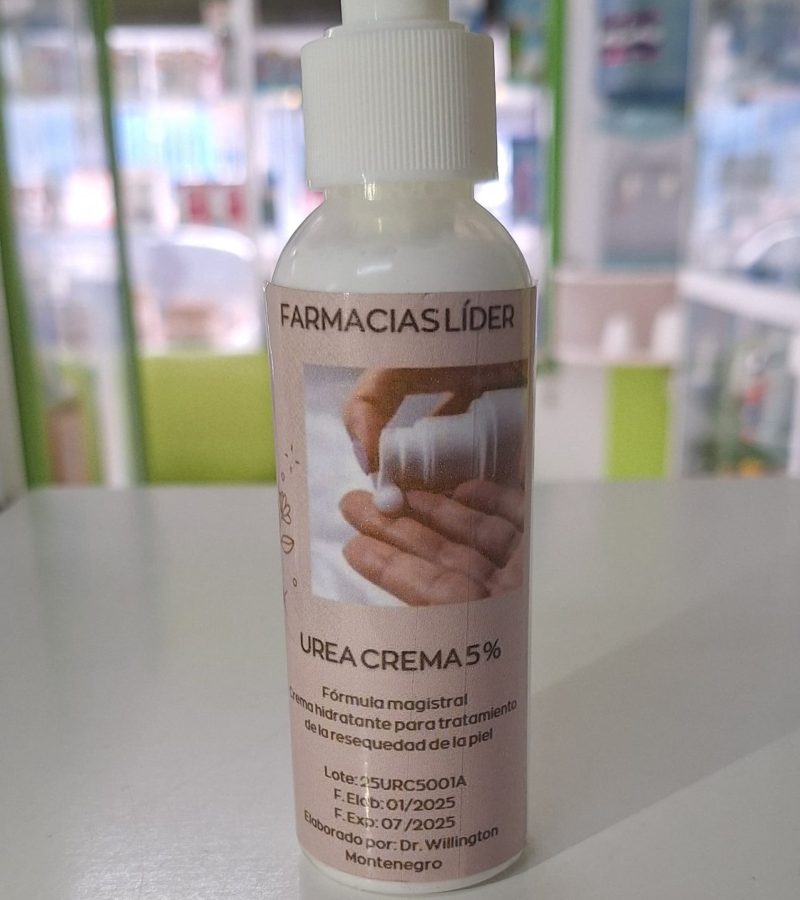 FARMACIAS LÍDER
UREA CREMA 5%
Fórmula magistral
Crema hidratante para tratamiento
de la resequedad de la piel
Lote: 25URC5001A
F. Elab: 01/2025
F. Exp: 07/2025
Elaborado por: Dr. Willington
Montenegro